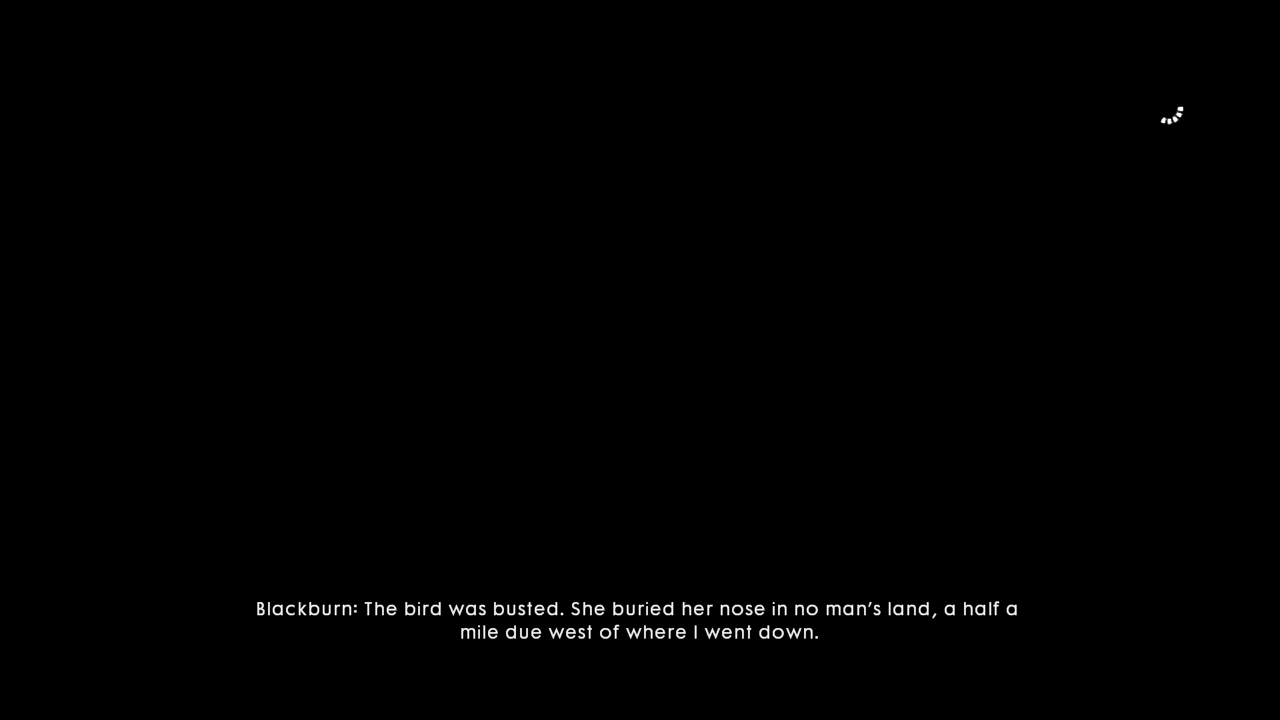 Blackburn: The bird was busted. She buried her nose in no man's land, a half a
mile due west of where I went down.